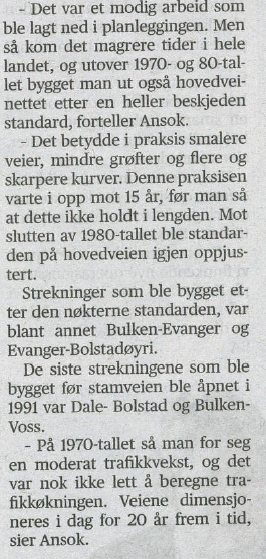 - Det var et modig arbeid som
ble lagt ned i planleggingen. Men
så kom det magrere tider i hele
landet, og utover 1970- og 80-tal-
let bygget man ut også hovedvei-
nettet etter en heller beskjeden
standard, forteller Ansok.
- Det betydde i praksis smalere
veier, mindre grøfter og flere og
skarpere kurver. Denne praksisen
varte i opp mot 15 år, før man så
at dette ikke holdt i lengden. Mot
slutten av 1980-tallet ble standar-
den på hovedveien igjen oppjus-
tert.
Strekninger som ble bygget et-
ter den nøkterne standarden, var
blant annet Bulken-Evanger og
Evanger-Bolstadøyri.
De siste strekningene som ble
bygget før stamveien ble åpnet i
1991 var Dale- Bolstad og Bulken-
Voss.
- På 1970-tallet så man for seg
en moderat trafikkvekst, og det
var nok ikke lett å beregne tra-
fikkøkningen. Veiene dimensjo-
neres i dag for 20 år frem i tid,
sier Ansok.